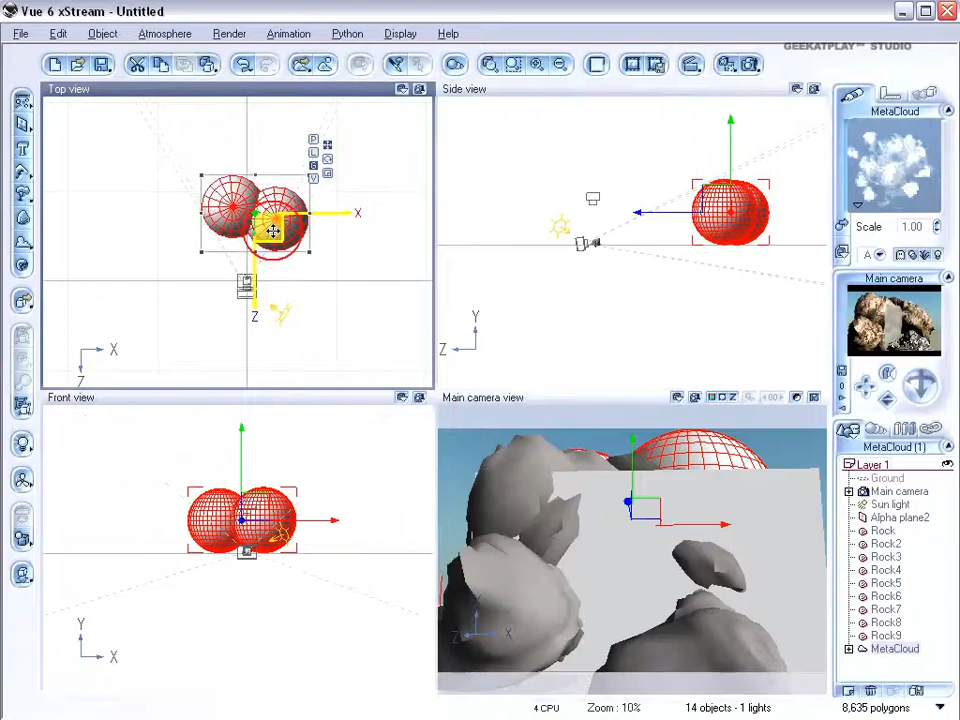 Vue 6 xStream - Untitled
File Edit Object Atmosphere Render Animation Python Display Help
GEEKATPLAY™ STUDIO
Top view
Side view
MetaCloud
P
L
G
V
X
Z
X
Z
Y
Y
Z
Scale 1.00
A
Main camera
Front view
Main camera view
MetaCloud (1)
Layer 1
Ground
Main camera
Sun light
Alpha plane2
Rock
Rock2
Rock3
Rock4
Rock5
Rock6
Rock7
Rock8
Rock9
MetaCloud
Y
X
Z
X
4 CPU Zoom : 10% 14 objects - 1 lights 8,635 polygons